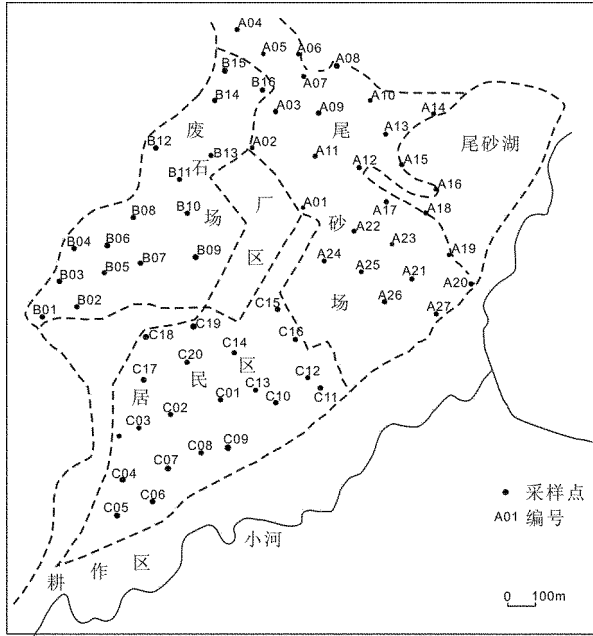 A04
A05
A06
A08
B15
B16
A07
B14
A03
A09
A10
A14
废
尾
A13
尾砂湖
B12
B13
A02
A11
A12
A15
石
B11
A16
厂
A01
A17
A18
B08
B10
场
砂
A22
A23
B04
B06
区
A24
A19
B03
B05
B07
B09
A25
A21
A20
B01
B02
C15
场
A26
A27
C19
C18
C16
C14
C20
区
C17
民
C12
居
C01
C13
C10
C11
C02
C03
C08
C09
C07
C04
C05
C06
采样点
A01 编号
小河
耕作区
0 100m